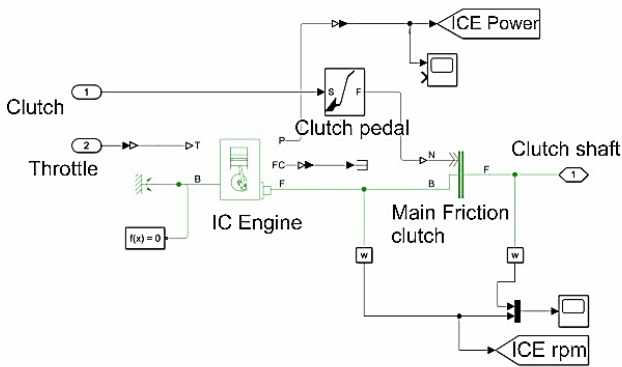 ICE Power
1
S F
Clutch
Clutch pedal
2
T
P
N
Clutch shaft
Throttle
FC
F
1
B
F
B
IC Engine
Main Friction
clutch
f(x) = 0
w
w
ICE rpm